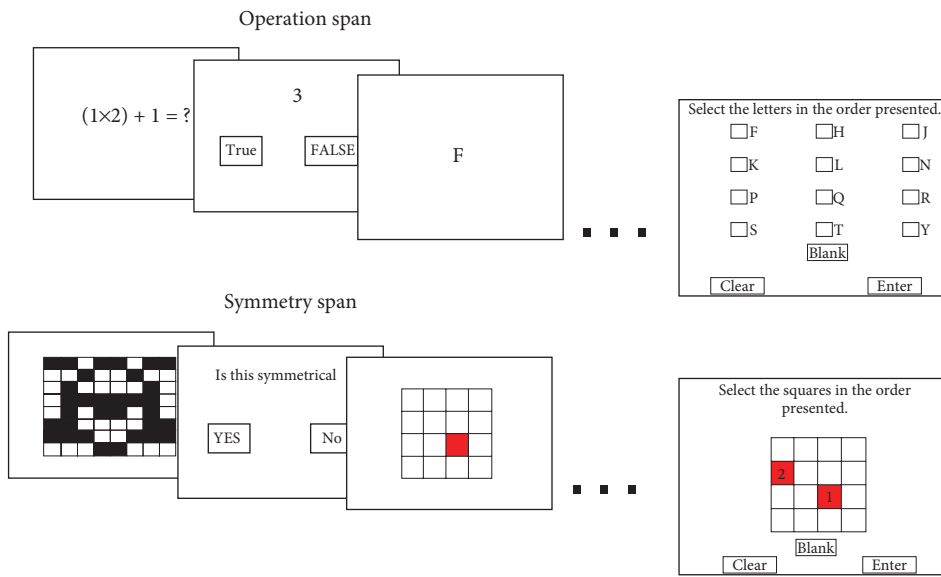 Operation span
(1×2) + 1 = ?
3
True FALSE
F
Select the letters in the order presented.
F H J
K L N
P Q R
S T Y
Blank
Clear Enter
Symmetry span
Is this symmetrical
YES No
Select the squares in the order
presented.
2
1
Blank
Clear Enter